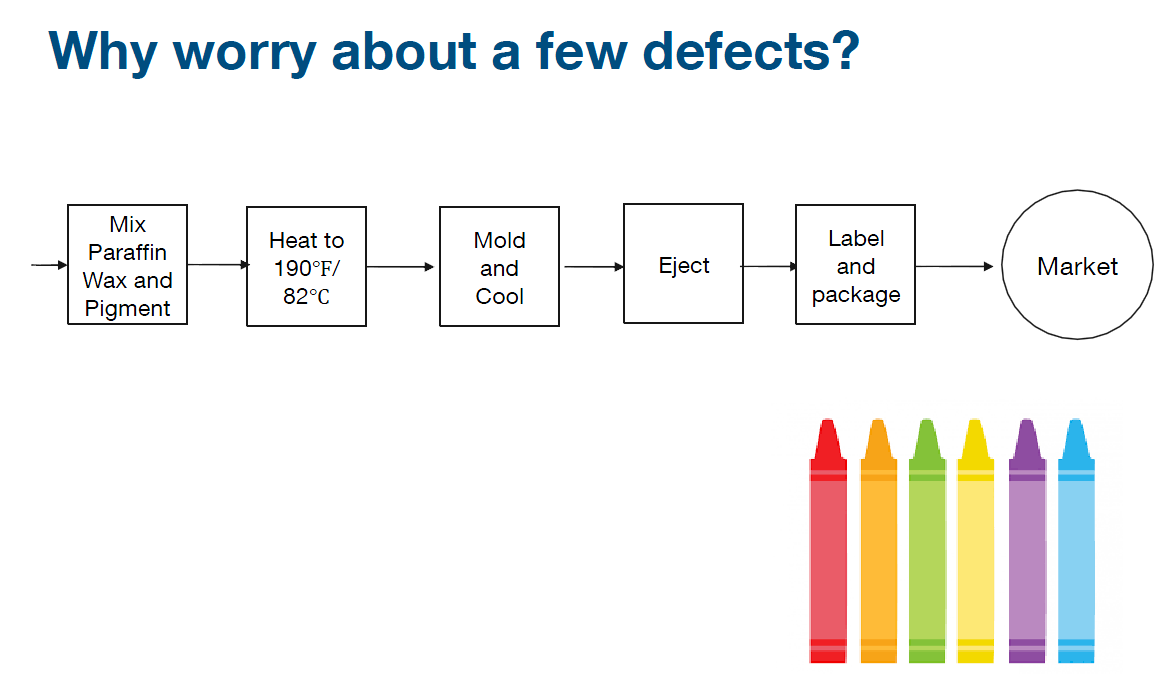 Why worry about a few defects?
Mix
Paraffin
Wax and
Pigment
Heat to
190°F/
82°C
Mold
and
Cool
Eject
Label
and
package
Market